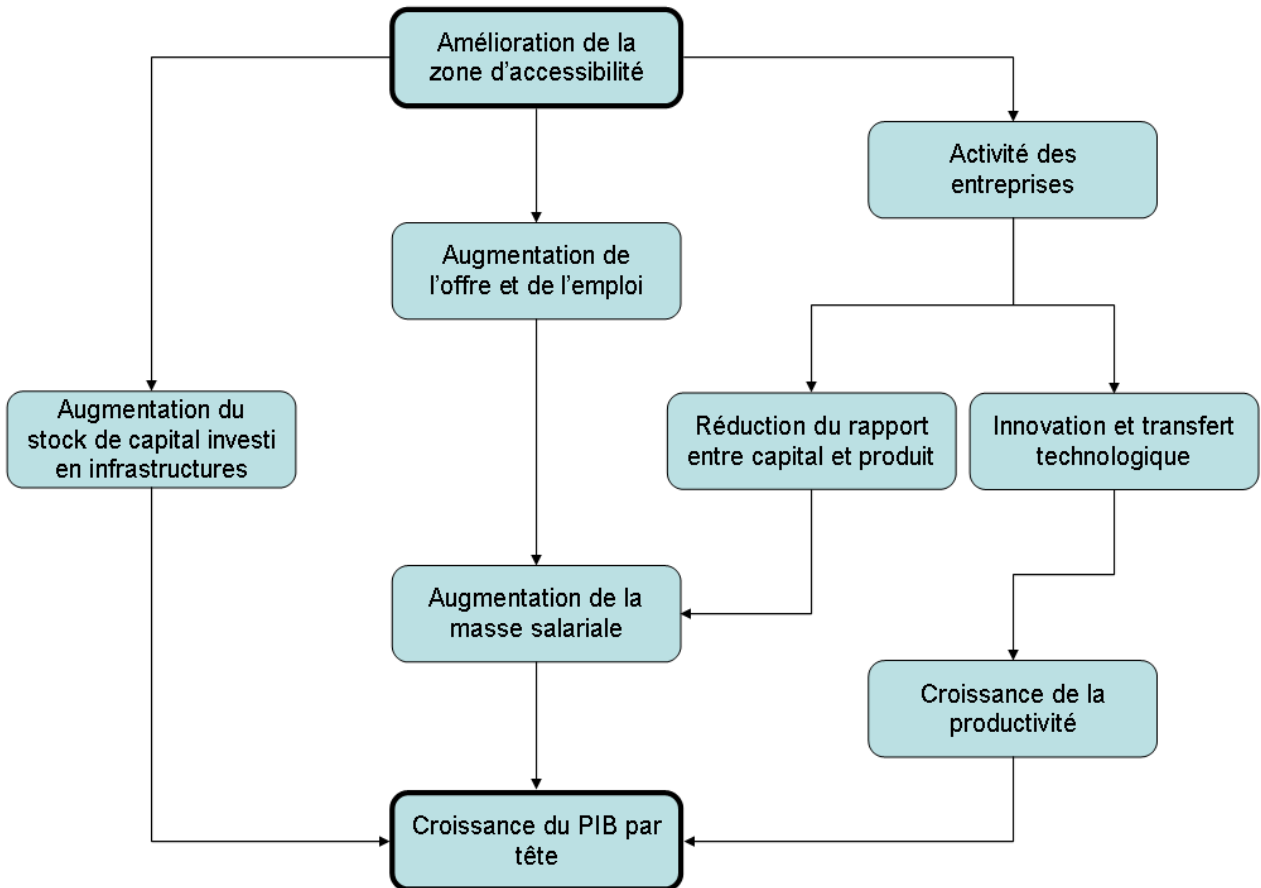 Amélioration de la
zone d'accessibilité
Activité des
entreprises
Augmentation de
l'offre et de l'emploi
Augmentation du
stock de capital investi
en infrastructures
Réduction du rapport
entre capital et produit
Innovation et transfert
technologique
Augmentation de la
masse salariale
Croissance de la
productivité
Croissance du PIB par
tête